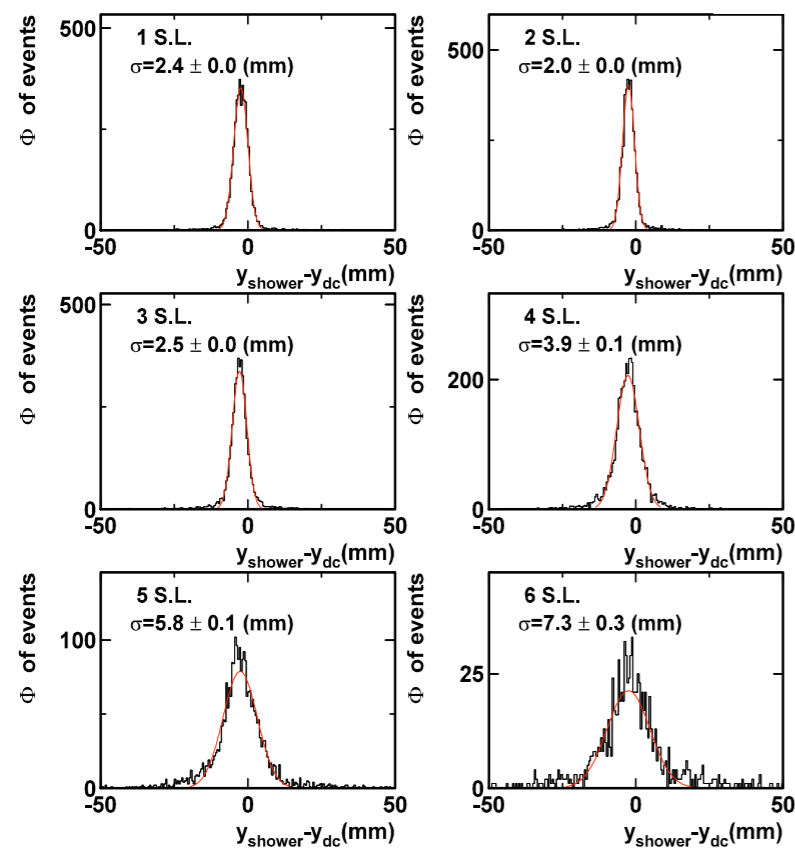 500
1 S.L.
σ=2.4 ± 0.0 (mm)
Φ of events
250
0
-50 0 50
y_shower-y_dc(mm)
600
2 S.L.
σ=2.0 ± 0.0 (mm)
Φ of events
250
0
-50 0 50
y_shower-y_dc(mm)
500
3 S.L.
σ=2.5 ± 0.0 (mm)
Φ of events
250
0
-50 0 50
y_shower-y_dc(mm)
4 S.L.
σ=3.9 ± 0.1 (mm)
Φ of events
200
0
-50 0 50
y_shower-y_dc(mm)
5 S.L.
σ=5.8 ± 0.1 (mm)
Φ of events
100
0
-50 0 50
y_shower-y_dc(mm)
6 S.L.
σ=7.3 ± 0.3 (mm)
Φ of events
25
0
-50 0 50
y_shower-y_dc(mm)